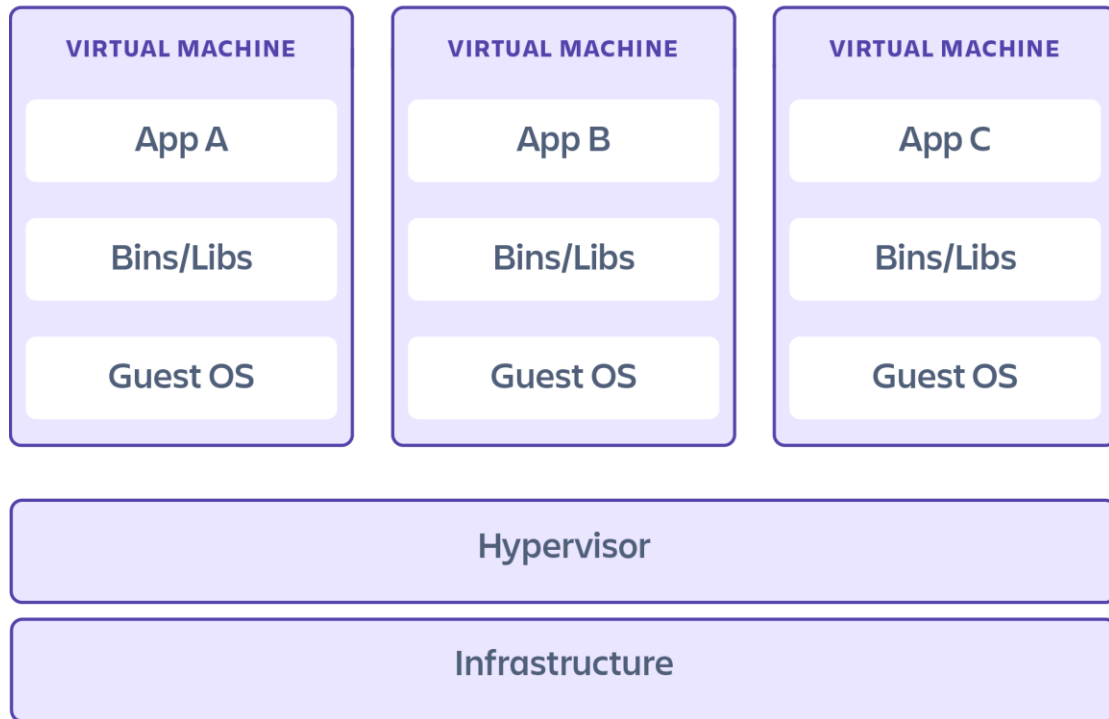 VIRTUAL MACHINE
App A
Bins/Libs
Guest OS
VIRTUAL MACHINE
App B
Bins/Libs
Guest OS
VIRTUAL MACHINE
App C
Bins/Libs
Guest OS
Hypervisor
Infrastructure